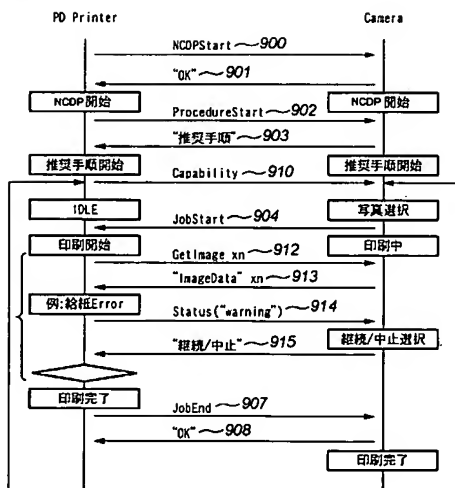 PD Printer Camera
NCDPStart 900
"OK" 901
NCDP開始 NCDP開始
ProcedureStart 902
"推奨手順" 903
推奨手順開始 推奨手順開始
Capability 910
IDLE 写真選択
JobStart 904
印刷開始 印刷中
GetImage xn 912
"ImageData" xn 913
例:給紙Error
Status("warning") 914
継続/中止選択
"継続/中止" 915
印刷完了
JobEnd 907
"OK" 908
印刷完了